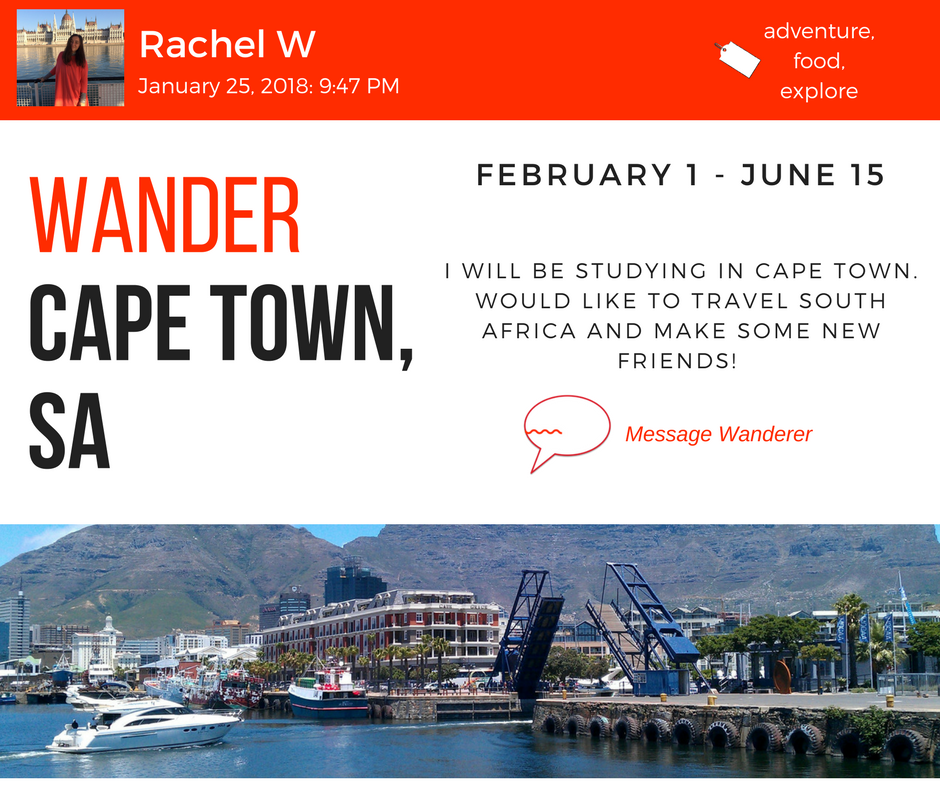 Rachel W
January 25, 2018: 9:47 PM
adventure,
food,
explore
WANDER
CAPE TOWN,
SA
FEBRUARY 1 - JUNE 15
I WILL BE STUDYING IN CAPE TOWN.
WOULD LIKE TO TRAVEL SOUTH
AFRICA AND MAKE SOME NEW
FRIENDS!
Message Wanderer